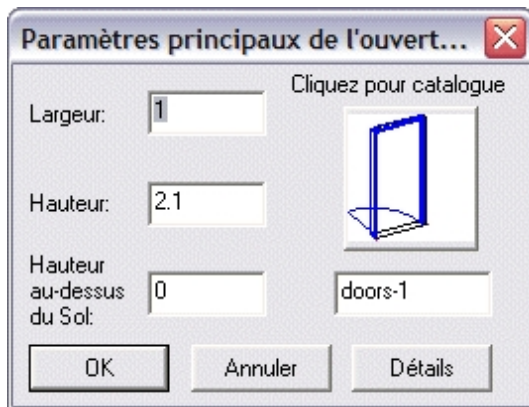 Paramètres principaux de l'ouvert...
Cliquez pour catalogue
Largeur:
1
Hauteur:
2.1
Hauteur
au-dessus
du Sol:
0
doors-1
OK
Annuler
Détails